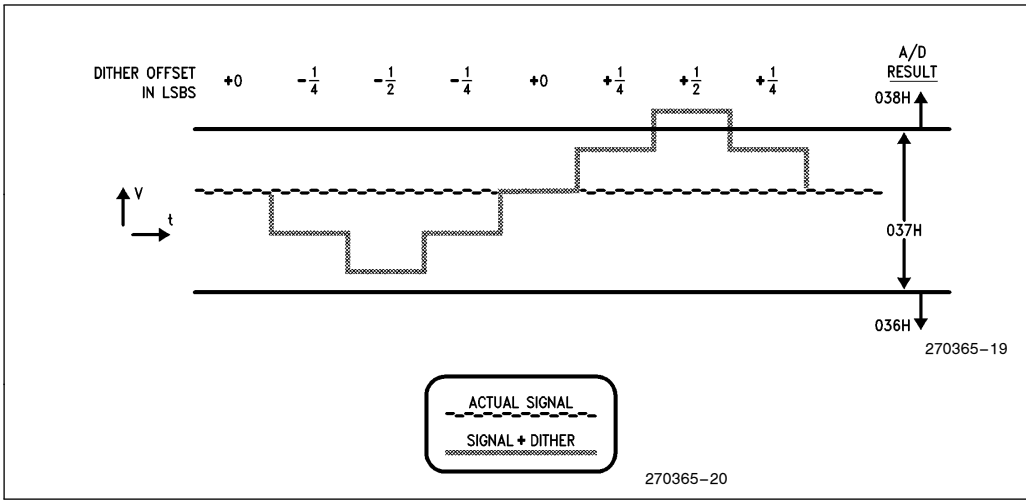 DITHER OFFSET
IN LSBS
+0 -1/4 -1/2 -1/4 +0 +1/4 +1/2 +1/4
A/D
RESULT
038H
V
t
037H
036H
270365-19
ACTUAL SIGNAL
SIGNAL + DITHER
270365-20